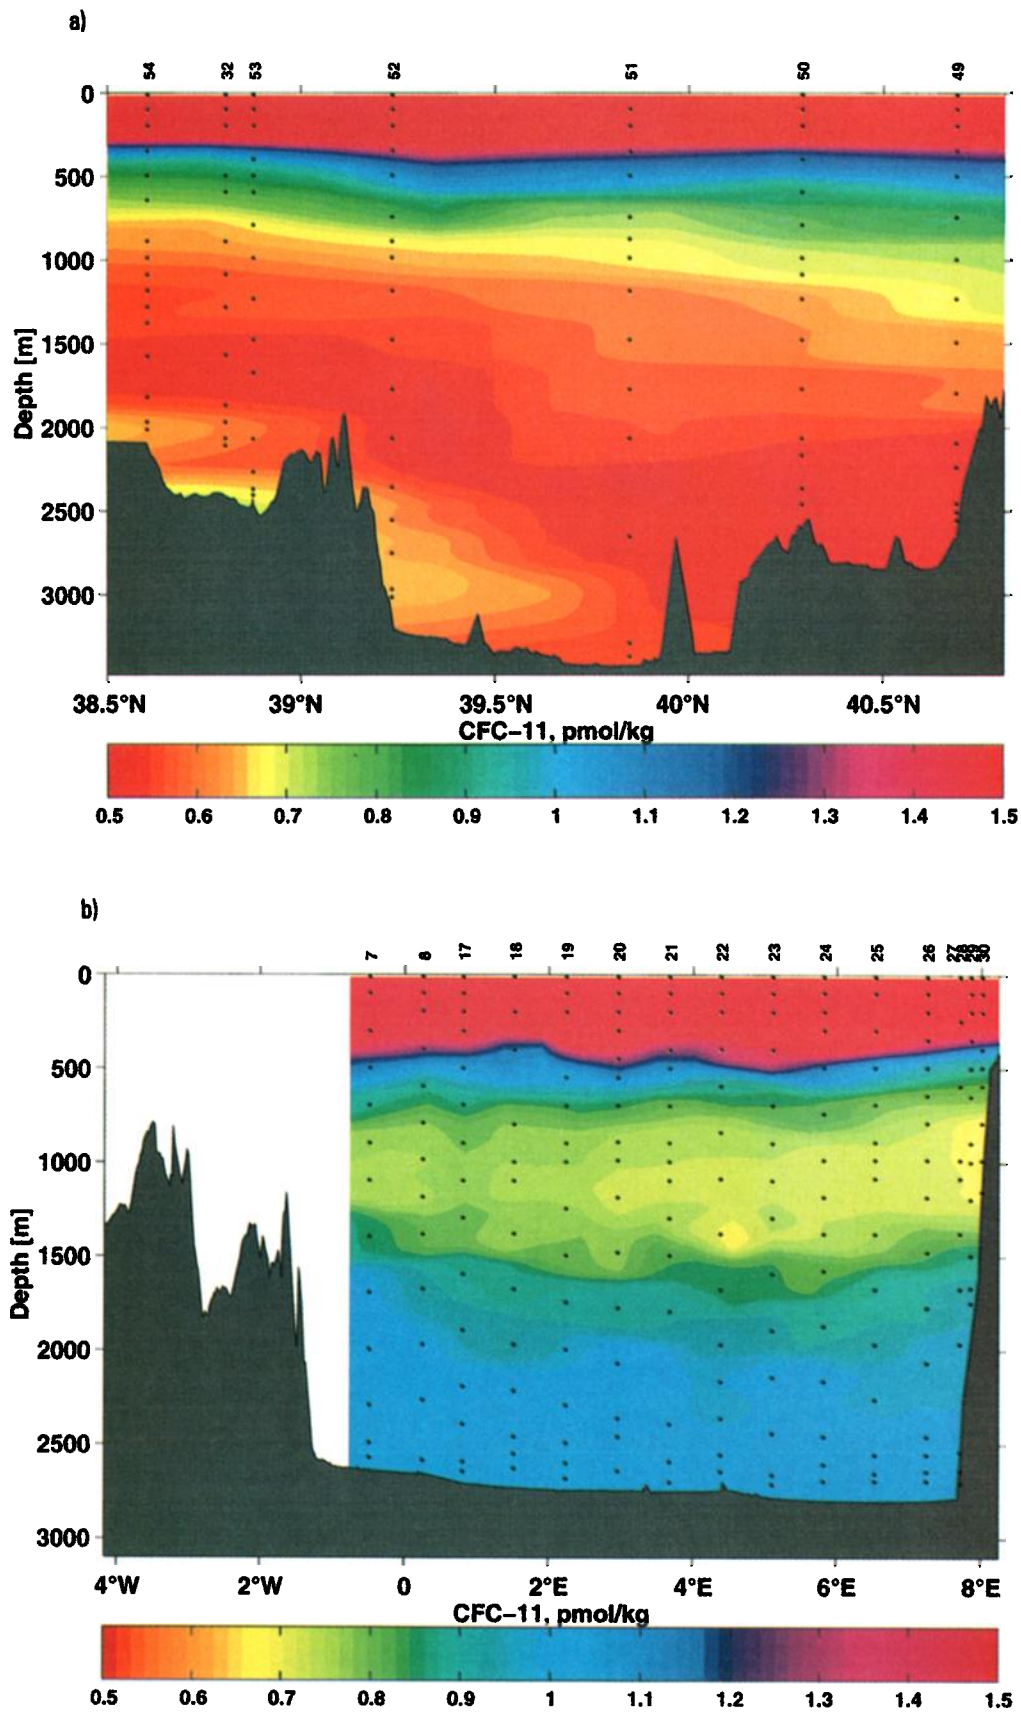 a)
54 32 53 52 51 50 49
0
500
1000
1500
2000
2500
3000
Depth [m]
38.5°N 39°N 39.5°N 40°N 40.5°N
CFC–11, pmol/kg
0.5 0.6 0.7 0.8 0.9 1 1.1 1.2 1.3 1.4 1.5
b)
7 8 17 18 19 20 21 22 23 24 25 26 27 28 29 30
0
500
1000
1500
2000
2500
3000
Depth [m]
4°W 2°W 0 2°E 4°E 6°E 8°E
CFC–11, pmol/kg
0.5 0.6 0.7 0.8 0.9 1 1.1 1.2 1.3 1.4 1.5